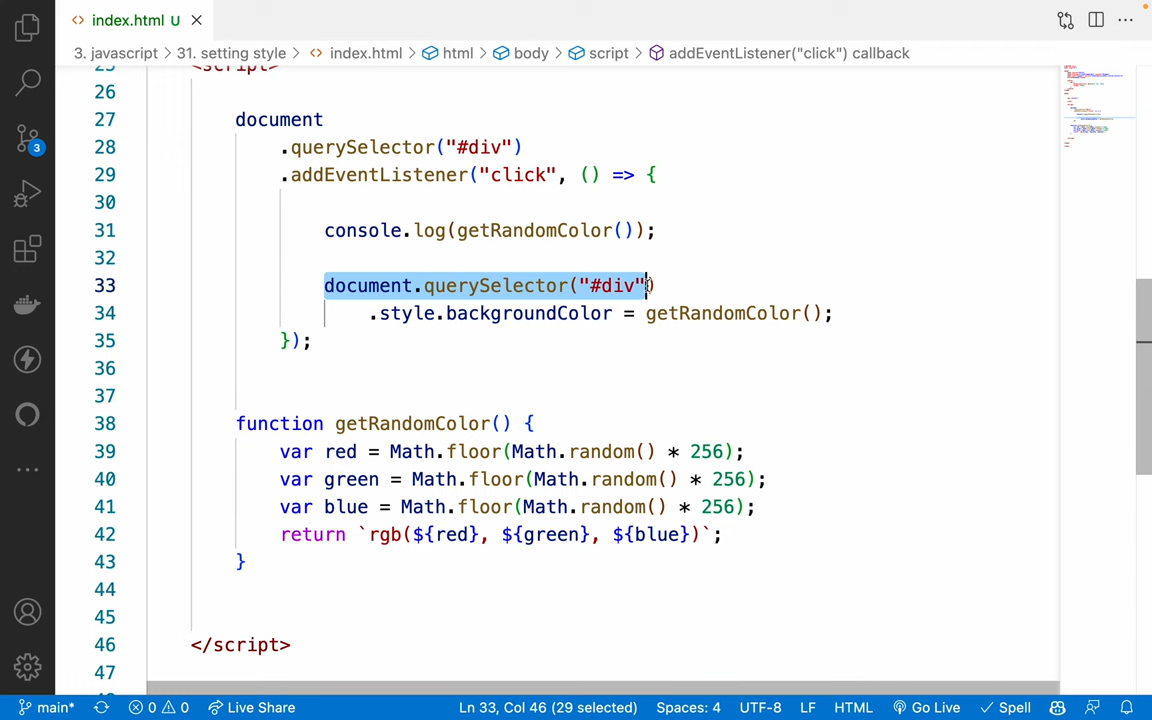 index.html U
3. javascript > 31. setting style > index.html > html > body > script > addEventListener("click") callback
25 <script>
26
27 document
28 .querySelector("#div")
29 .addEventListener("click", () => {
30
31 console.log(getRandomColor());
32
33 document.querySelector("#div")
34 .style.backgroundColor = getRandomColor();
35 });
36
37
38 function getRandomColor() {
39 var red = Math.floor(Math.random() * 256);
40 var green = Math.floor(Math.random() * 256);
41 var blue = Math.floor(Math.random() * 256);
42 return `rgb(${red}, ${green}, ${blue})`;
43 }
44
45
46 </script>
47
3
main* 0 0 Live Share Ln 33, Col 46 (29 selected) Spaces: 4 UTF-8 LF HTML Go Live Spell